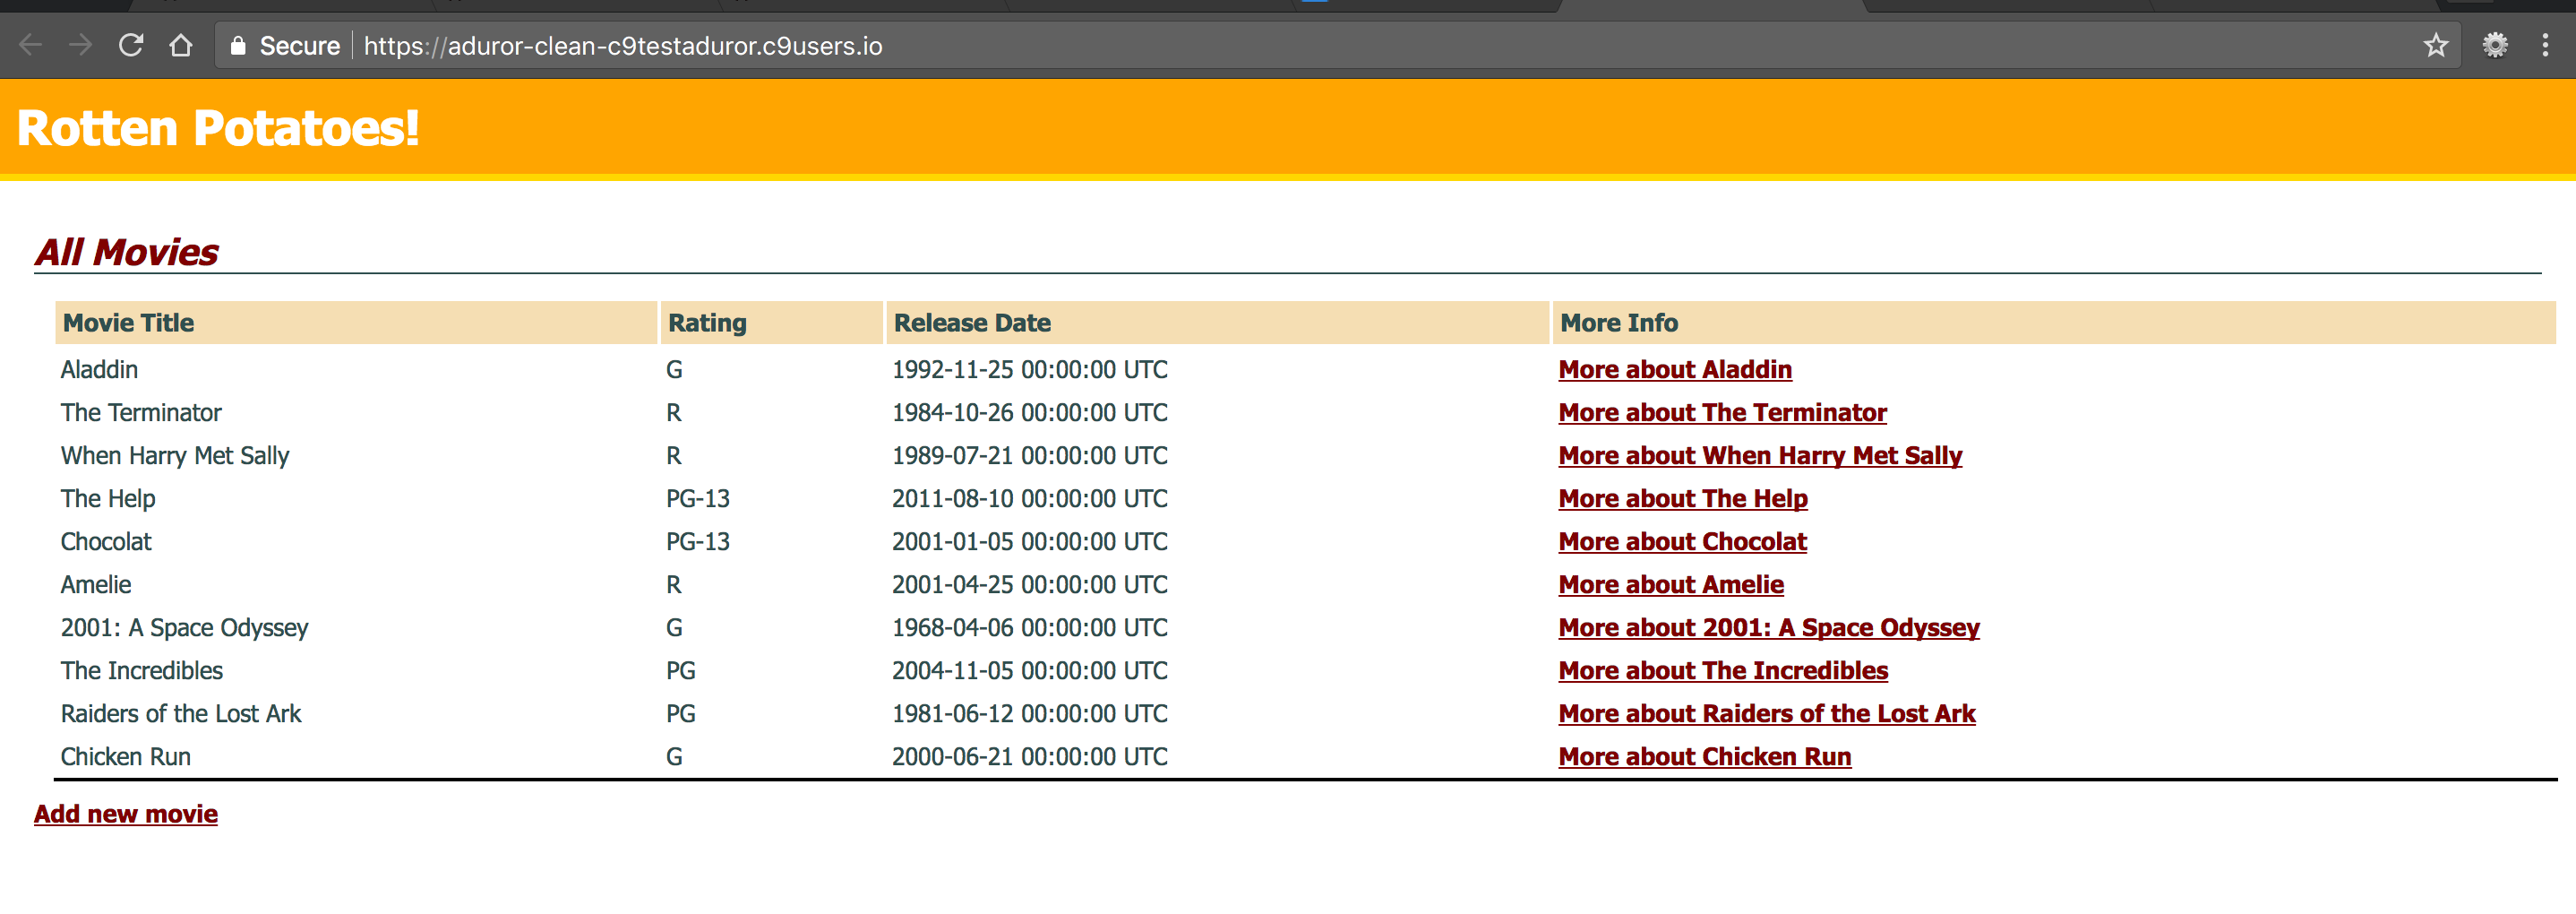 Secure https://aduror-clean-c9testaduror.c9users.io
Rotten Potatoes!
All Movies
Movie Title Rating Release Date More Info
Aladdin G 1992-11-25 00:00:00 UTC More about Aladdin
The Terminator R 1984-10-26 00:00:00 UTC More about The Terminator
When Harry Met Sally R 1989-07-21 00:00:00 UTC More about When Harry Met Sally
The Help PG-13 2011-08-10 00:00:00 UTC More about The Help
Chocolat PG-13 2001-01-05 00:00:00 UTC More about Chocolat
Amelie R 2001-04-25 00:00:00 UTC More about Amelie
2001: A Space Odyssey G 1968-04-06 00:00:00 UTC More about 2001: A Space Odyssey
The Incredibles PG 2004-11-05 00:00:00 UTC More about The Incredibles
Raiders of the Lost Ark PG 1981-06-12 00:00:00 UTC More about Raiders of the Lost Ark
Chicken Run G 2000-06-21 00:00:00 UTC More about Chicken Run
Add new movie